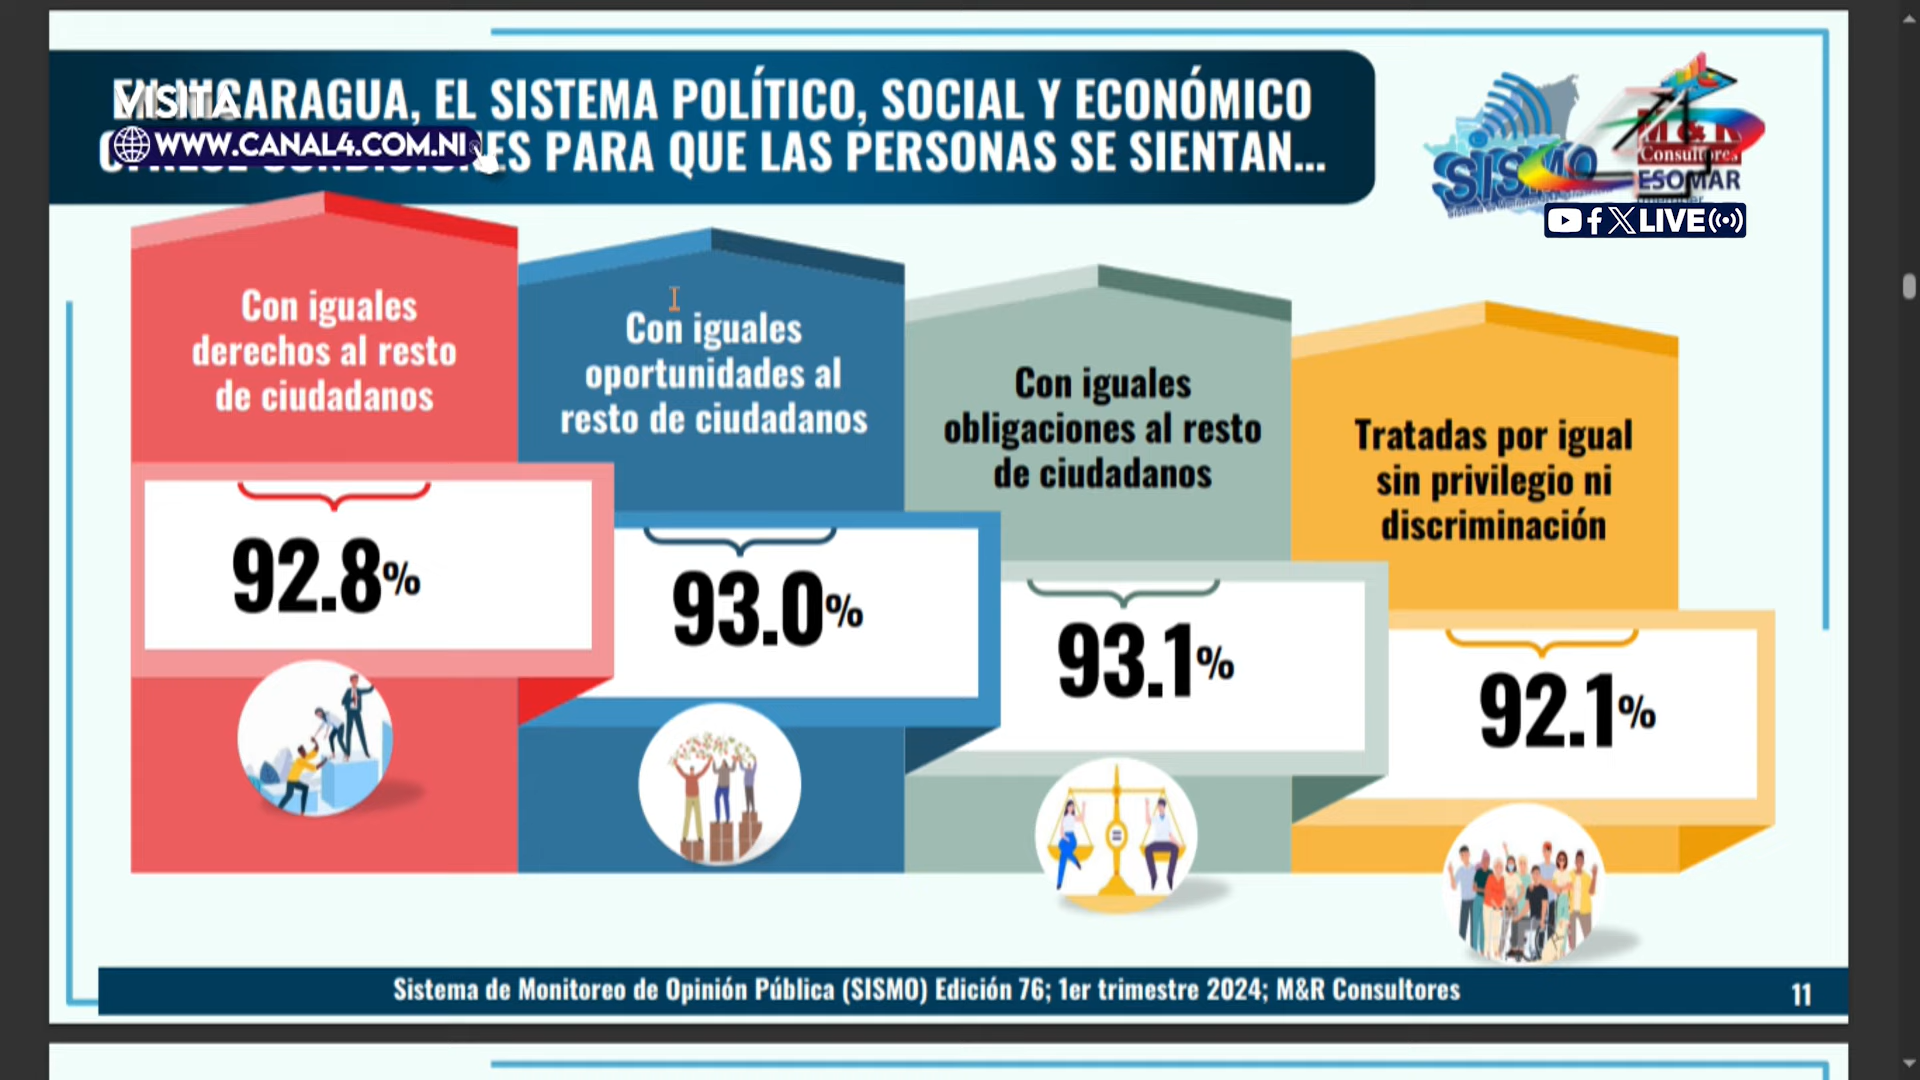 VISITA
NICARAGUA, EL SISTEMA POLÍTICO, SOCIAL Y ECONÓMICO
WWW.CANAL4.COM.NI
PARA QUE LAS PERSONAS SE SIENTAN...
SISMO
M&R
Consultores
ESOMAR
4
LIVE
Con iguales
derechos al resto
de ciudadanos
92.8%
Con iguales
oportunidades al
resto de ciudadanos
93.0%
Con iguales
obligaciones al resto
de ciudadanos
93.1%
Tratadas por igual
sin privilegio ni
discriminación
92.1%
Sistema de Monitoreo de Opinión Pública (SISMO) Edición 76; 1er trimestre 2024; M&R Consultores
11